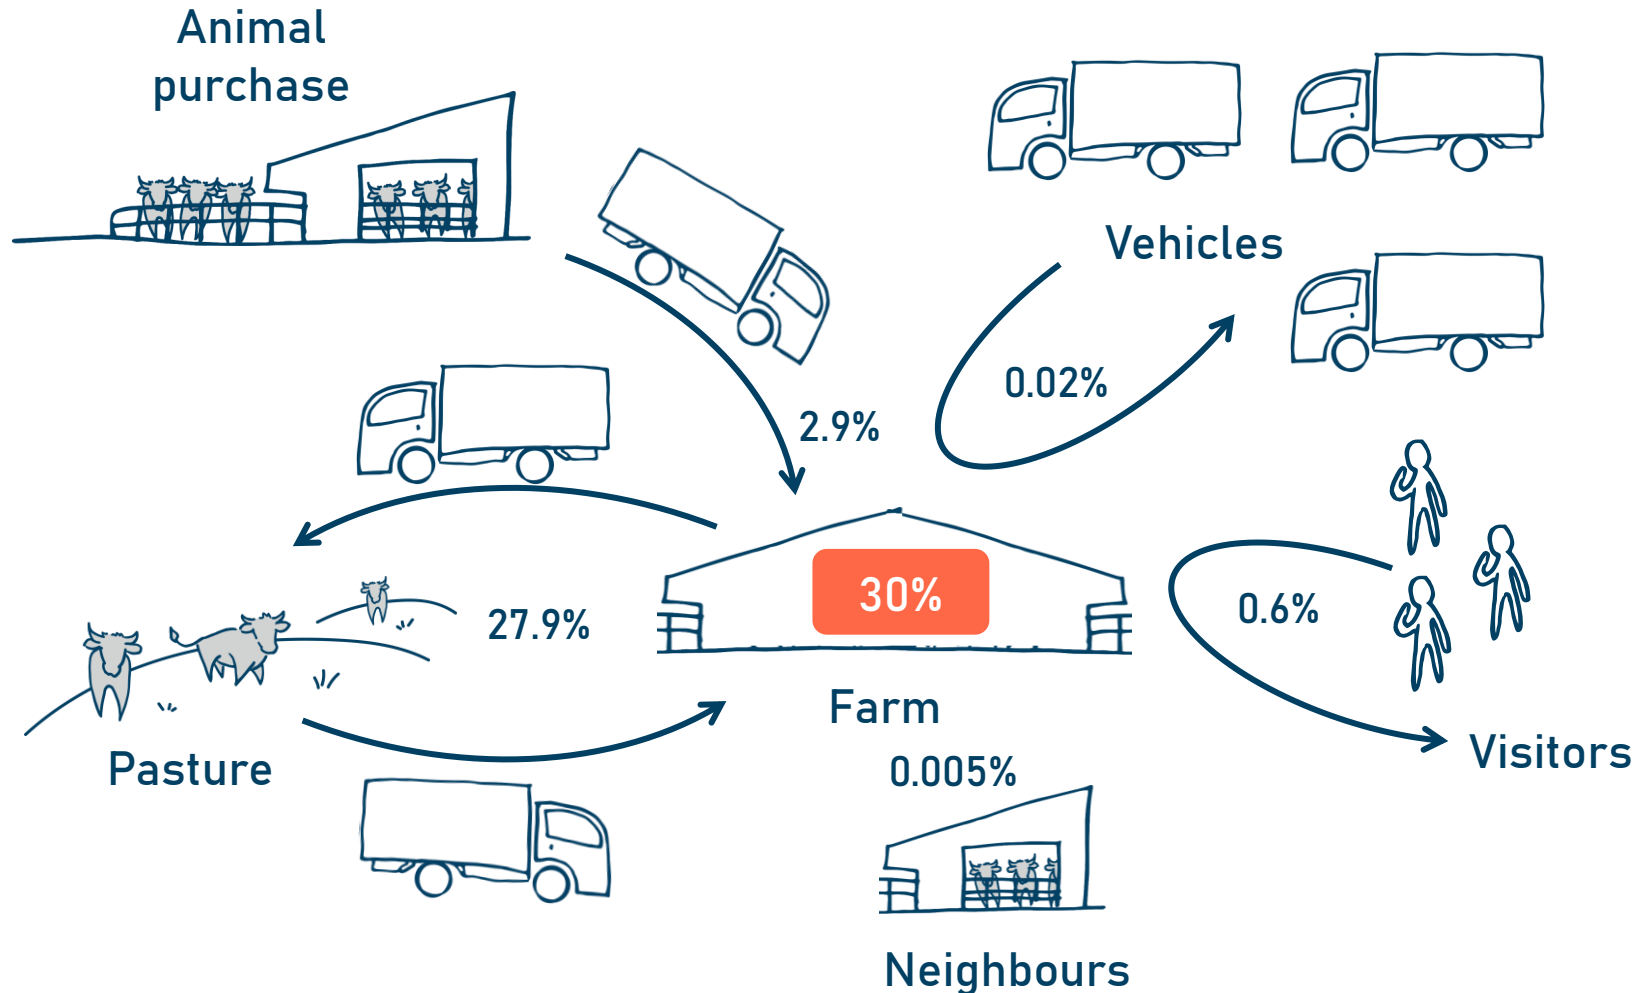 Animal
purchase
Vehicles
0.02%
2.9%
30%
27.9%
0.6%
Farm
Visitors
Pasture
0.005%
Neighbours